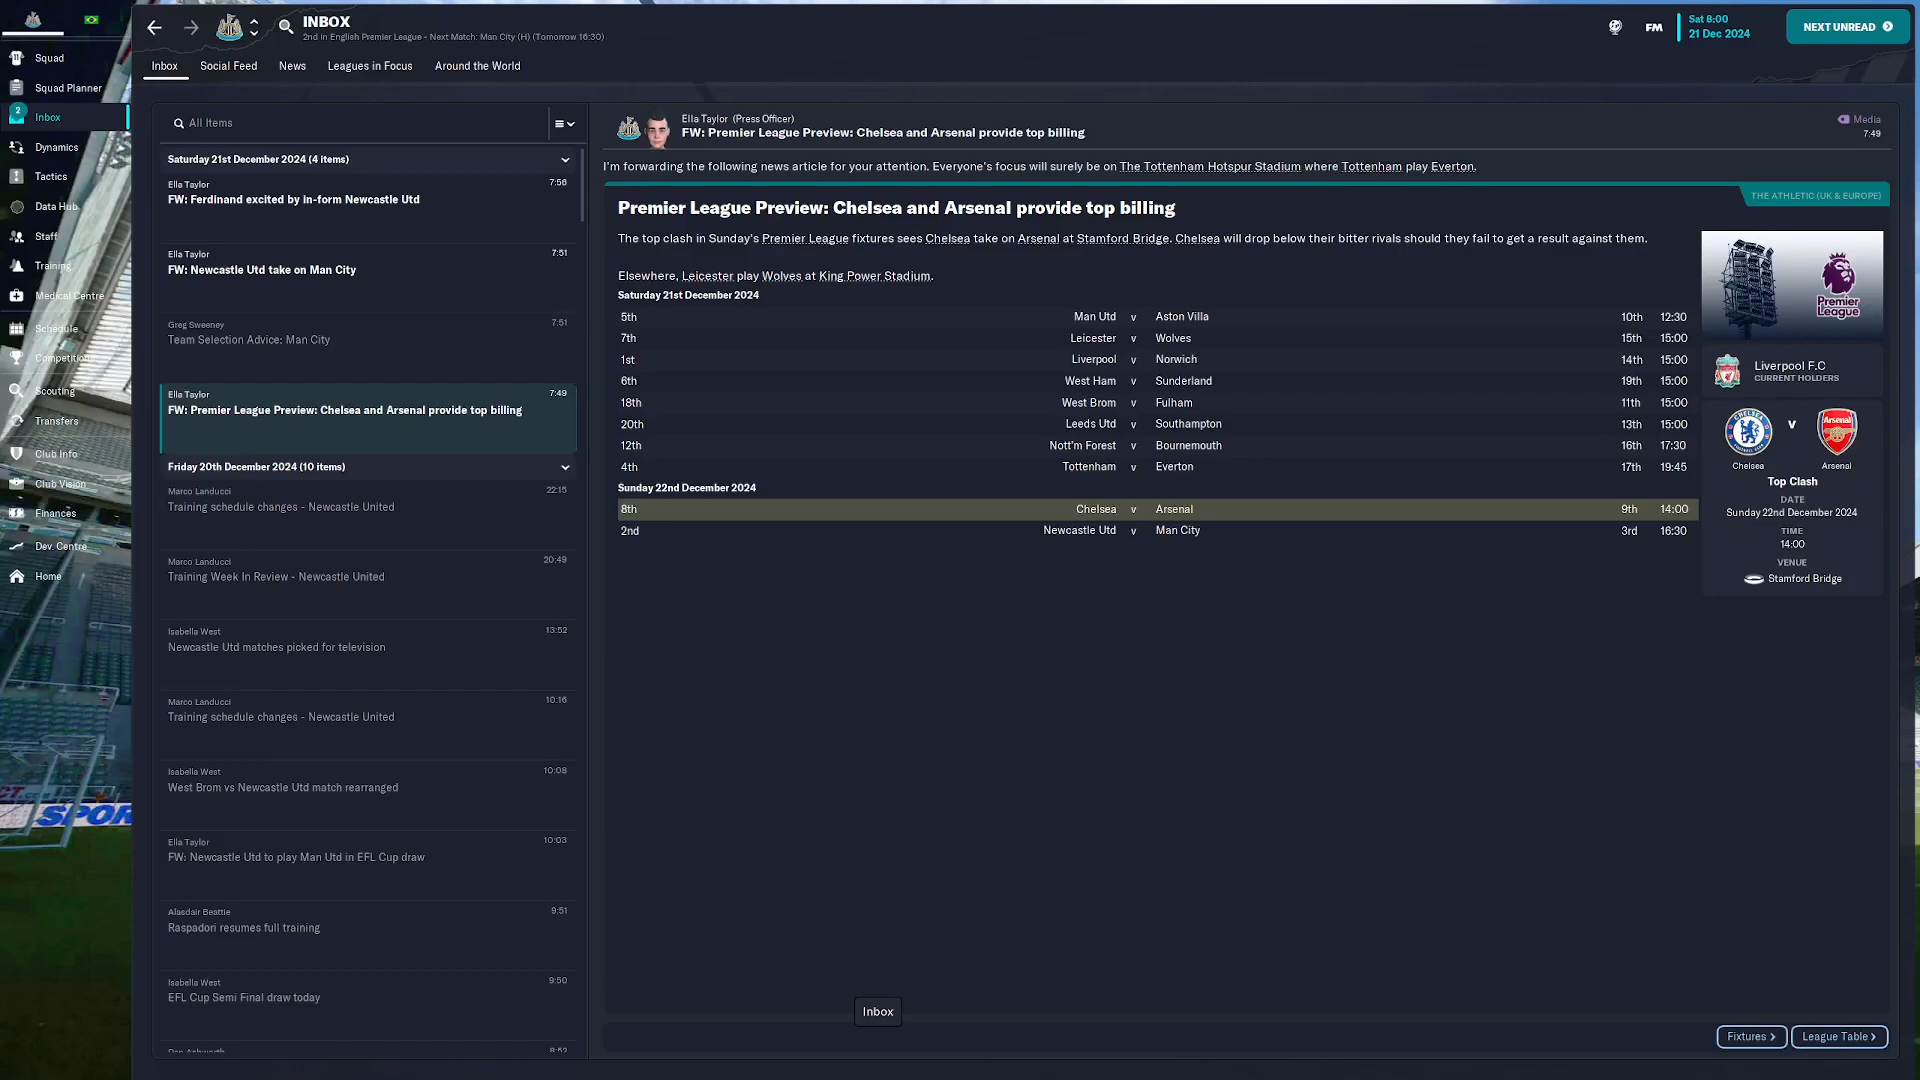 INBOX
2nd in English Premier League - Next Match: Man City (H) (Tomorrow 16:30)
FM
Sat 8:00
21 Dec 2024
NEXT UNREAD
Inbox
Social Feed
News
Leagues in Focus
Around the World
Squad
Squad Planner
2
Inbox
Dynamics
Tactics
Data Hub
Staff
Training
Medical Centre
Schedule
Competitions
Scouting
Transfers
Club Info
Club Vision
Finances
Dev. Centre
Home
All Items
Saturday 21st December 2024 (4 items)
Ella Taylor 7:56
FW: Ferdinand excited by in-form Newcastle Utd
Ella Taylor 7:51
FW: Newcastle Utd take on Man City
Greg Sweeney 7:51
Team Selection Advice: Man City
Ella Taylor 7:49
FW: Premier League Preview: Chelsea and Arsenal provide top billing
Friday 20th December 2024 (10 items)
Marco Landucci 22:15
Training schedule changes - Newcastle United
Marco Landucci 20:49
Training Week In Review - Newcastle United
Isabella West 13:52
Newcastle Utd matches picked for television
Marco Landucci 10:16
Training schedule changes - Newcastle United
Isabella West 10:08
West Brom vs Newcastle Utd match rearranged
Ella Taylor 10:03
FW: Newcastle Utd to play Man Utd in EFL Cup draw
Alasdair Beattie 9:51
Raspadori resumes full training
Isabella West 9:50
EFL Cup Semi Final draw today
Dan Ashworth 8:52
Ella Taylor (Press Officer)
FW: Premier League Preview: Chelsea and Arsenal provide top billing
Media
7:49
I'm forwarding the following news article for your attention. Everyone's focus will surely be on The Tottenham Hotspur Stadium where Tottenham play Everton.
THE ATHLETIC (UK & EUROPE)
Premier League Preview: Chelsea and Arsenal provide top billing
The top clash in Sunday's Premier League fixtures sees Chelsea take on Arsenal at Stamford Bridge. Chelsea will drop below their bitter rivals should they fail to get a result against them.
Elsewhere, Leicester play Wolves at King Power Stadium.
Saturday 21st December 2024
5th Man Utd v Aston Villa 10th 12:30
7th Leicester v Wolves 15th 15:00
1st Liverpool v Norwich 14th 15:00
6th West Ham v Sunderland 19th 15:00
18th West Brom v Fulham 11th 15:00
20th Leeds Utd v Southampton 13th 15:00
12th Nott'm Forest v Bournemouth 16th 17:30
4th Tottenham v Everton 17th 19:45
Sunday 22nd December 2024
8th Chelsea v Arsenal 9th 14:00
2nd Newcastle Utd v Man City 3rd 16:30
Premier League
Liverpool F.C
CURRENT HOLDERS
v
Arsenal
Chelsea Arsenal
Top Clash
DATE
Sunday 22nd December 2024
TIME
14:00
VENUE
Stamford Bridge
Inbox
Fixtures
League Table
SPOR